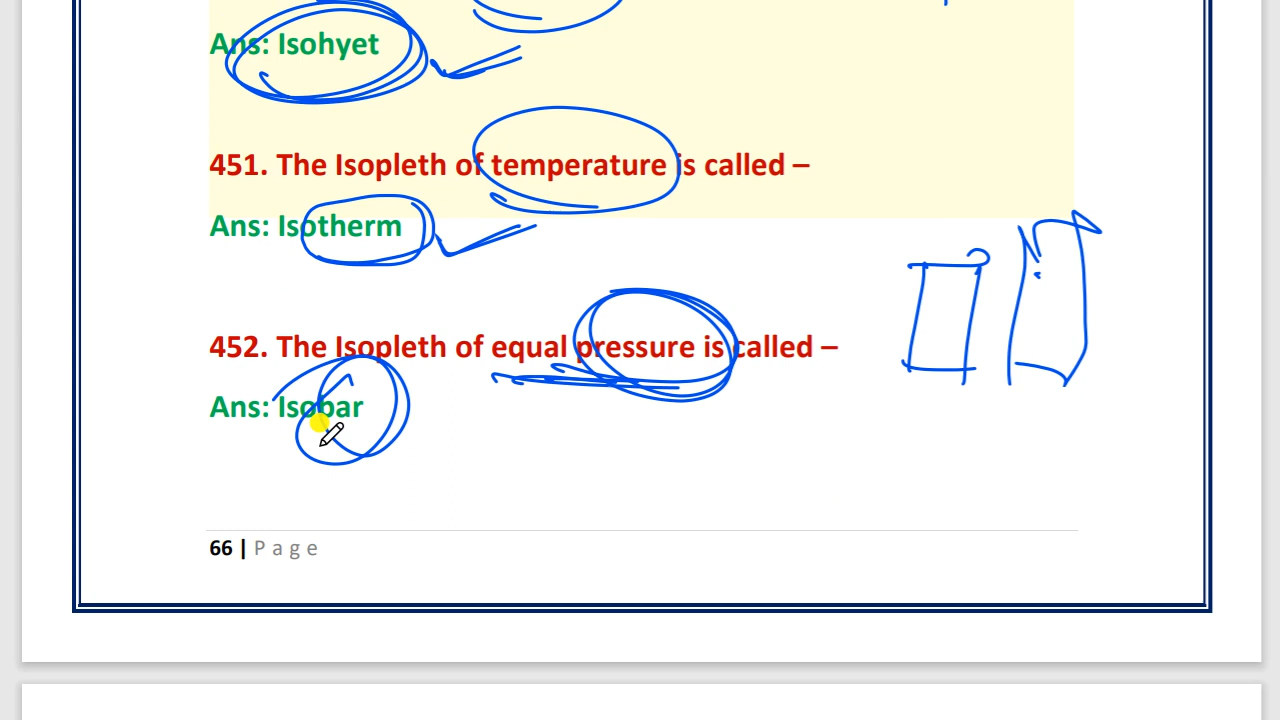 Ans: Isohyet
451. The Isopleth of temperature is called –
Ans: Isotherm
452. The Isopleth of equal pressure is called –
Ans: Isobar
66 | Page